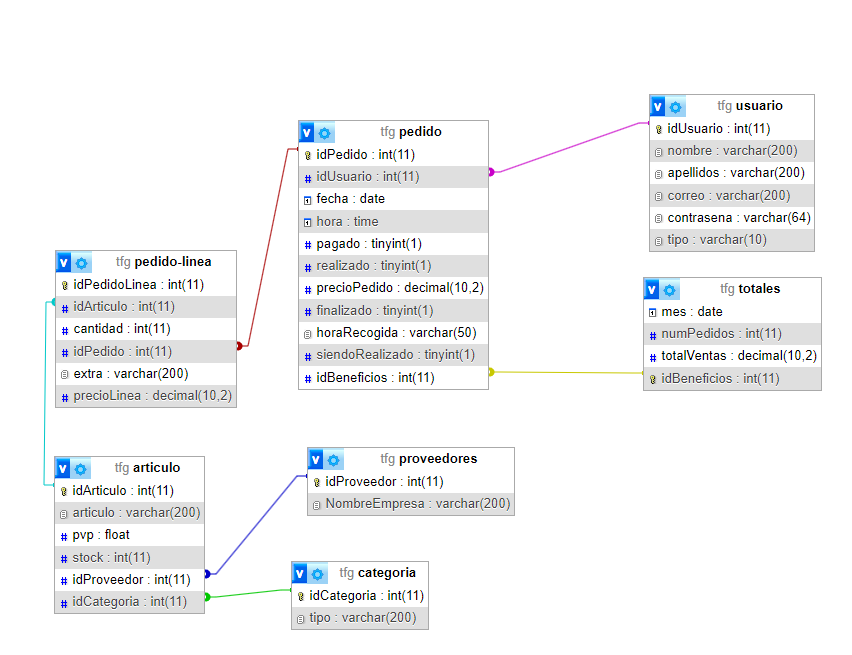 tfg usuario
idUsuario : int(11)
nombre : varchar(200)
apellidos : varchar(200)
correo : varchar(200)
contrasena : varchar(64)
tipo : varchar(10)
tfg pedido
idPedido : int(11)
idUsuario : int(11)
fecha : date
hora : time
pagado : tinyint(1)
realizado : tinyint(1)
precioPedido : decimal(10,2)
finalizado : tinyint(1)
horaRecogida : varchar(50)
siendoRealizado : tinyint(1)
idBeneficios : int(11)
tfg pedido-linea
idPedidoLinea : int(11)
idArticulo : int(11)
cantidad : int(11)
idPedido : int(11)
extra : varchar(200)
precioLinea : decimal(10,2)
tfg totales
mes : date
numPedidos : int(11)
totalVentas : decimal(10,2)
idBeneficios : int(11)
tfg articulo
idArticulo : int(11)
articulo : varchar(200)
pvp : float
stock : int(11)
idProveedor : int(11)
idCategoria : int(11)
tfg proveedores
idProveedor : int(11)
NombreEmpresa : varchar(200)
tfg categoria
idCategoria : int(11)
tipo : varchar(200)